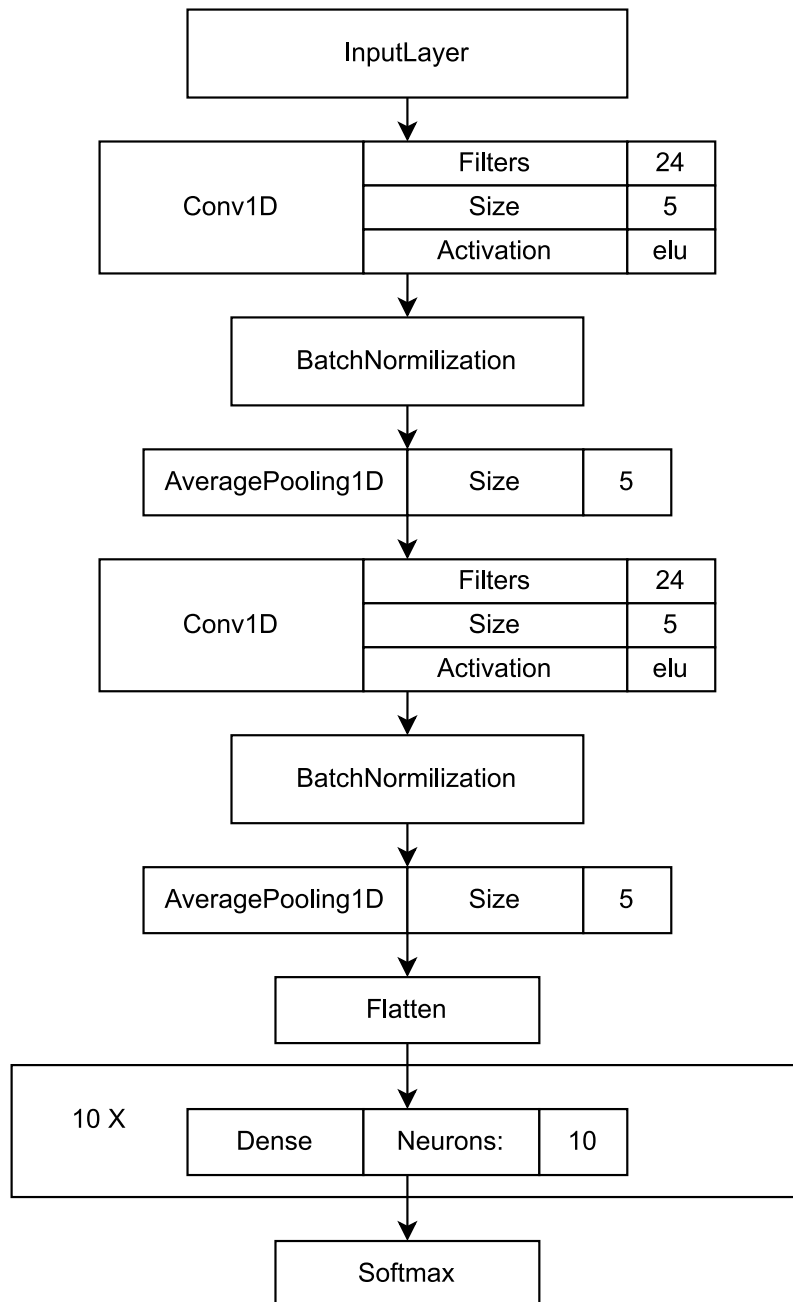 InputLayer
Conv1D
Filters 24
Size 5
Activation elu
BatchNormilization
AveragePooling1D Size 5
Conv1D
Filters 24
Size 5
Activation elu
BatchNormilization
AveragePooling1D Size 5
Flatten
10 X
Dense Neurons: 10
Softmax